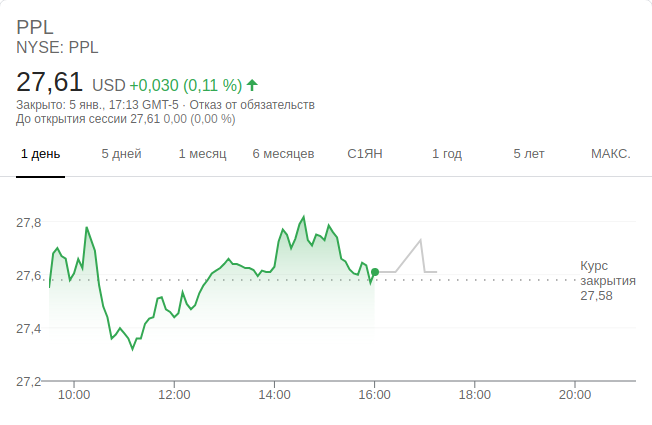 PPL
NYSE: PPL
27,61 USD +0,030 (0,11 %)
Закрыто: 5 янв., 17:13 GMT-5 · Отказ от обязательств
До открытия сессии 27,61 0,00 (0,00 %)
1 день 5 дней 1 месяц 6 месяцев С1ЯН 1 год 5 лет МАКС.
27,8
27,6
27,4
27,2
Курс
закрытия
27,58
10:00 12:00 14:00 16:00 18:00 20:00